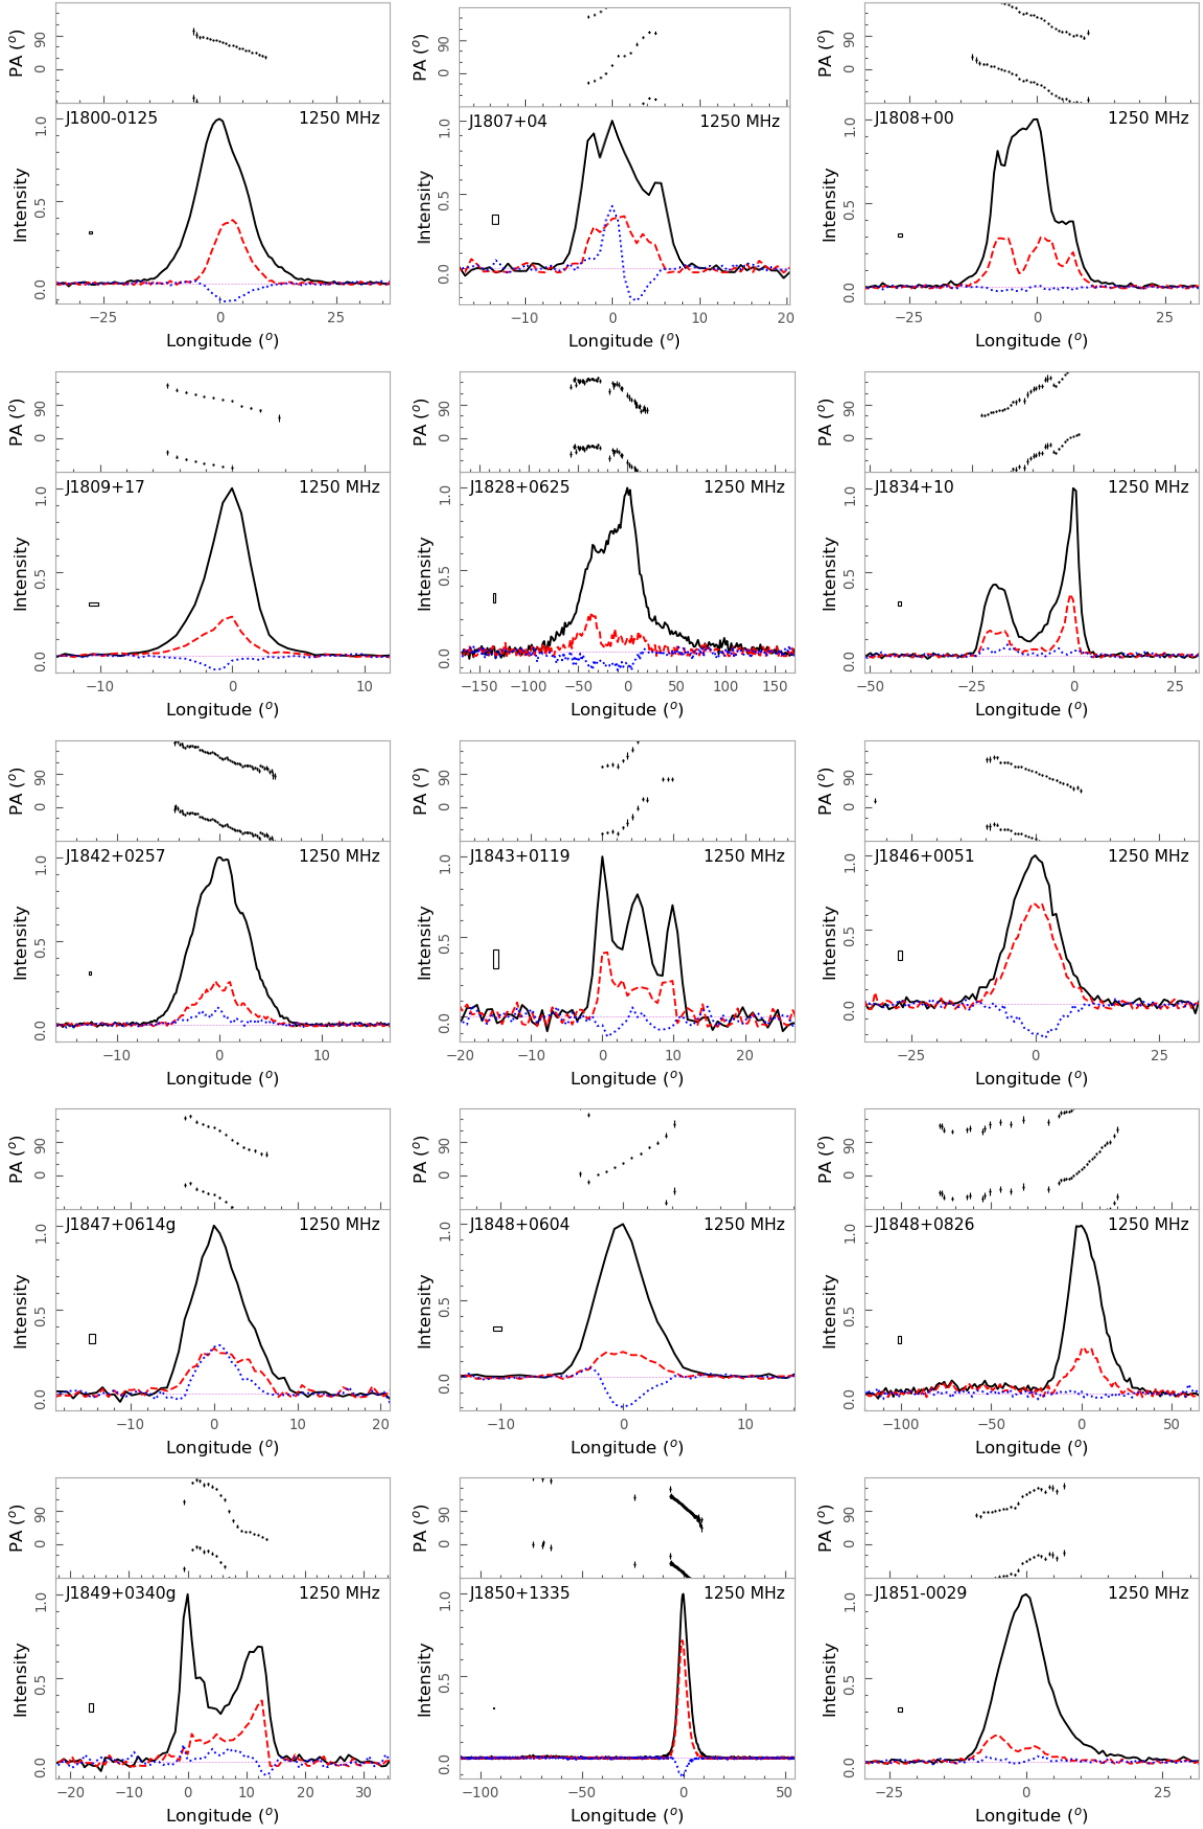 PA (°)
90
0
J1800-0125 1250 MHz
Intensity
1.0
0.5
0.0
−25 0 25
Longitude (°)
PA (°)
90
0
J1807+04 1250 MHz
Intensity
1.0
0.5
0.0
−10 0 10 20
Longitude (°)
PA (°)
90
0
J1808+00 1250 MHz
Intensity
1.0
0.5
0.0
−25 0 25
Longitude (°)
PA (°)
90
0
J1809+17 1250 MHz
Intensity
1.0
0.5
0.0
−10 0 10
Longitude (°)
PA (°)
90
0
J1828+0625 1250 MHz
Intensity
1.0
0.5
0.0
−150 −100 −50 0 50 100 150
Longitude (°)
PA (°)
90
0
J1834+10 1250 MHz
Intensity
1.0
0.5
0.0
−50 −25 0 25
Longitude (°)
PA (°)
90
0
J1842+0257 1250 MHz
Intensity
1.0
0.5
0.0
−10 0 10
Longitude (°)
PA (°)
90
0
J1843+0119 1250 MHz
Intensity
1.0
0.5
0.0
−20 −10 0 10 20
Longitude (°)
PA (°)
90
0
J1846+0051 1250 MHz
Intensity
1.0
0.5
0.0
−25 0 25
Longitude (°)
PA (°)
90
0
J1847+0614g 1250 MHz
Intensity
1.0
0.5
0.0
−10 0 10 20
Longitude (°)
PA (°)
90
0
J1848+0604 1250 MHz
Intensity
1.0
0.5
0.0
−10 0 10
Longitude (°)
PA (°)
90
0
J1848+0826 1250 MHz
Intensity
1.0
0.5
0.0
−100 −50 0 50
Longitude (°)
PA (°)
90
0
J1849+0340g 1250 MHz
Intensity
1.0
0.5
0.0
−20 −10 0 10 20 30
Longitude (°)
PA (°)
90
0
J1850+1335 1250 MHz
Intensity
1.0
0.5
0.0
−100 −50 0 50
Longitude (°)
PA (°)
90
0
J1851-0029 1250 MHz
Intensity
1.0
0.5
0.0
−25 0 25
Longitude (°)